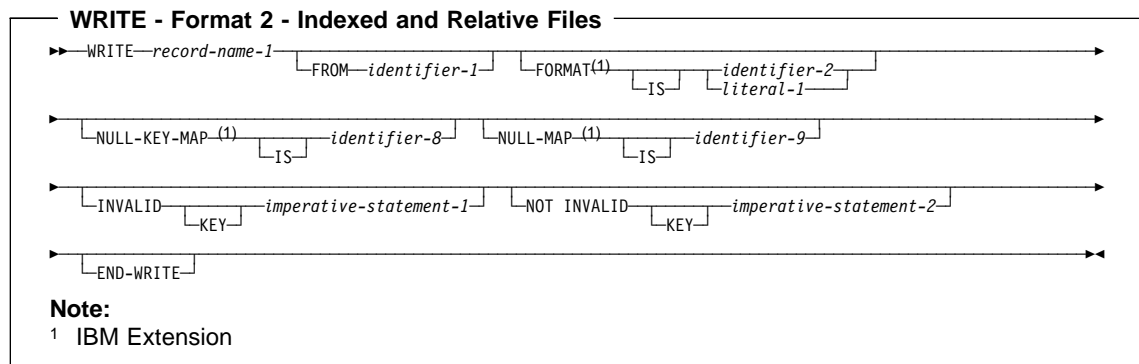 WRITE - Format 2 - Indexed and Relative Files
WRITE record-name-1
FROM identifier-1
FORMAT(1)
IS
identifier-2
literal-1
NULL-KEY-MAP (1)
IS
identifier-8
NULL-MAP (1)
IS
identifier-9
INVALID
KEY
imperative-statement-1
NOT INVALID
KEY
imperative-statement-2
END-WRITE
Note:
1 IBM Extension